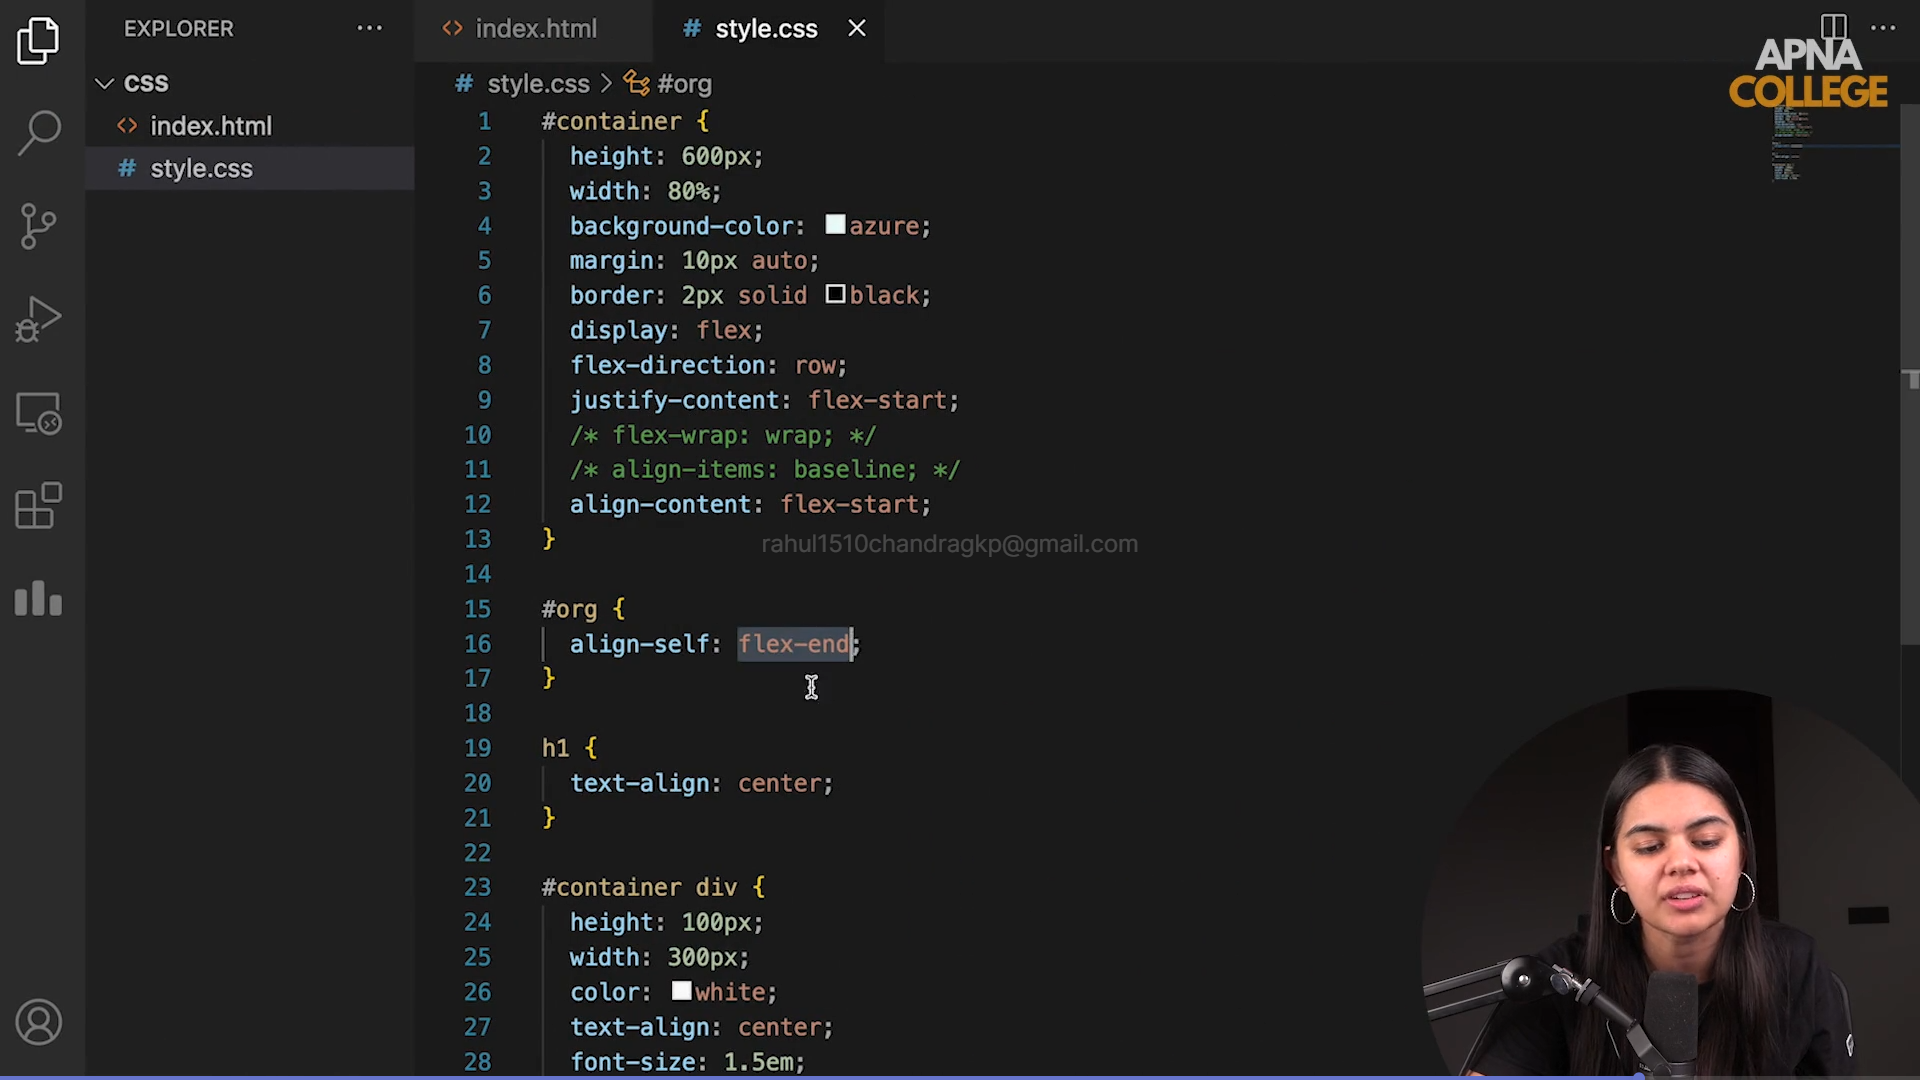 EXPLORER
index.html
style.css
APNA
COLLEGE
CSS
index.html
style.css
style.css > #org
1 #container {
2 height: 600px;
3 width: 80%;
4 background-color: azure;
5 margin: 10px auto;
6 border: 2px solid black;
7 display: flex;
8 flex-direction: row;
9 justify-content: flex-start;
10 /* flex-wrap: wrap; */
11 /* align-items: baseline; */
12 align-content: flex-start;
13 }
rahul1510chandragkp@gmail.com
14
15 #org {
16 align-self: flex-end;
17 }
18
19 h1 {
20 text-align: center;
21 }
22
23 #container div {
24 height: 100px;
25 width: 300px;
26 color: white;
27 text-align: center;
28 font-size: 1.5em;